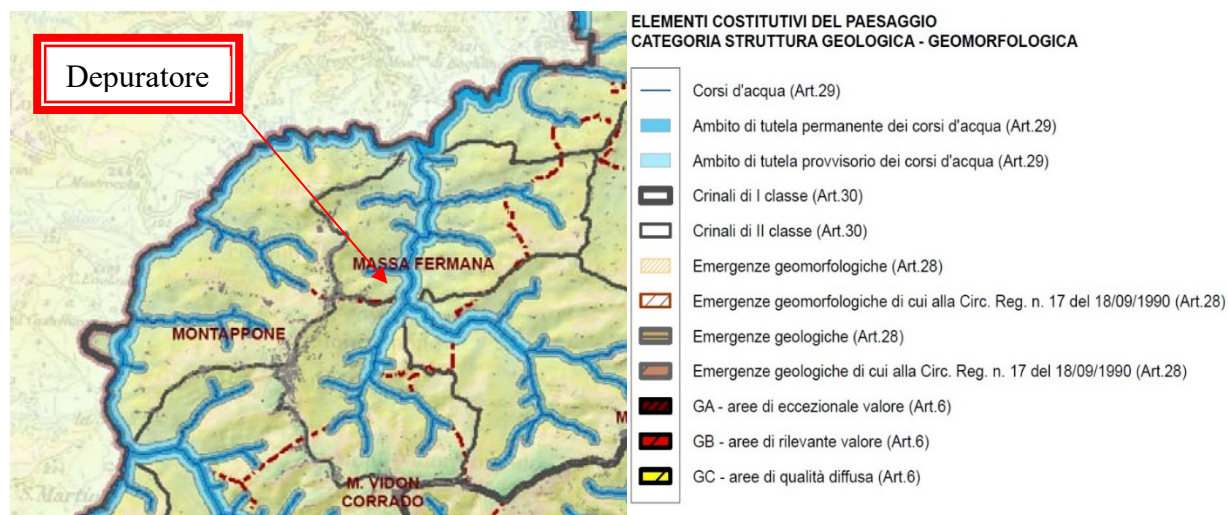 Depuratore
MASSA FERMANA
MONTAPPONE
M. VIDON
CORRADO
M
S. Martin
ELEMENTI COSTITUTIVI DEL PAESAGGIO
CATEGORIA STRUTTURA GEOLOGICA - GEOMORFOLOGICA
Corsi d'acqua (Art.29)
Ambito di tutela permanente dei corsi d'acqua (Art.29)
Ambito di tutela provvisorio dei corsi d'acqua (Art.29)
Crinali di I classe (Art.30)
Crinali di II classe (Art.30)
Emergenze geomorfologiche (Art.28)
Emergenze geomorfologiche di cui alla Circ. Reg. n. 17 del 18/09/1990 (Art.28)
Emergenze geologiche (Art.28)
Emergenze geologiche di cui alla Circ. Reg. n. 17 del 18/09/1990 (Art.28)
GA - aree di eccezionale valore (Art.6)
GB - aree di rilevante valore (Art.6)
GC - aree di qualità diffusa (Art.6)